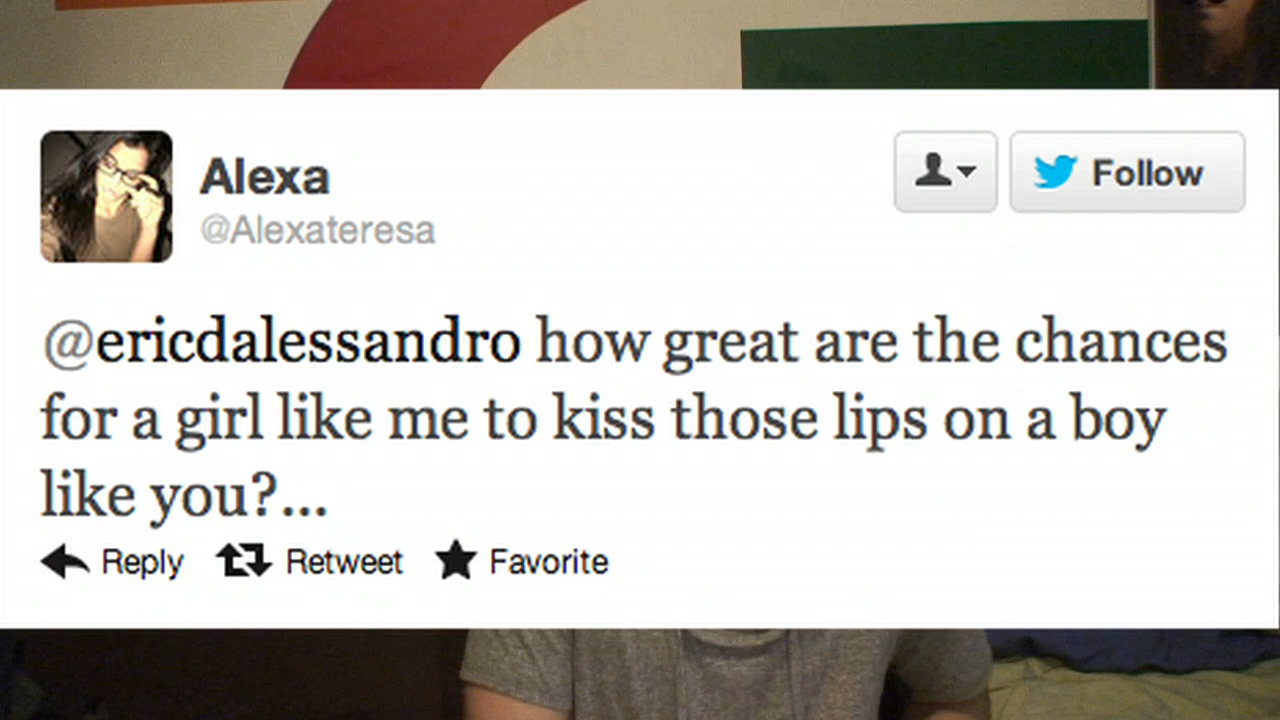 Alexa
@Alexateresa
Follow
@ericdalessandro how great are the chances
for a girl like me to kiss those lips on a boy
like you?...
Reply Retweet Favorite